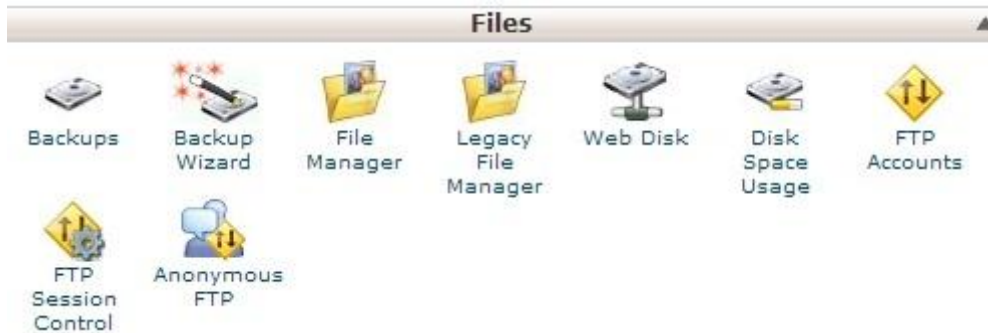 Files
Backups
Backup
Wizard
File
Manager
Legacy
File
Manager
Web Disk
Disk
Space
Usage
FTP
Accounts
FTP
Session
Control
Anonymous
FTP